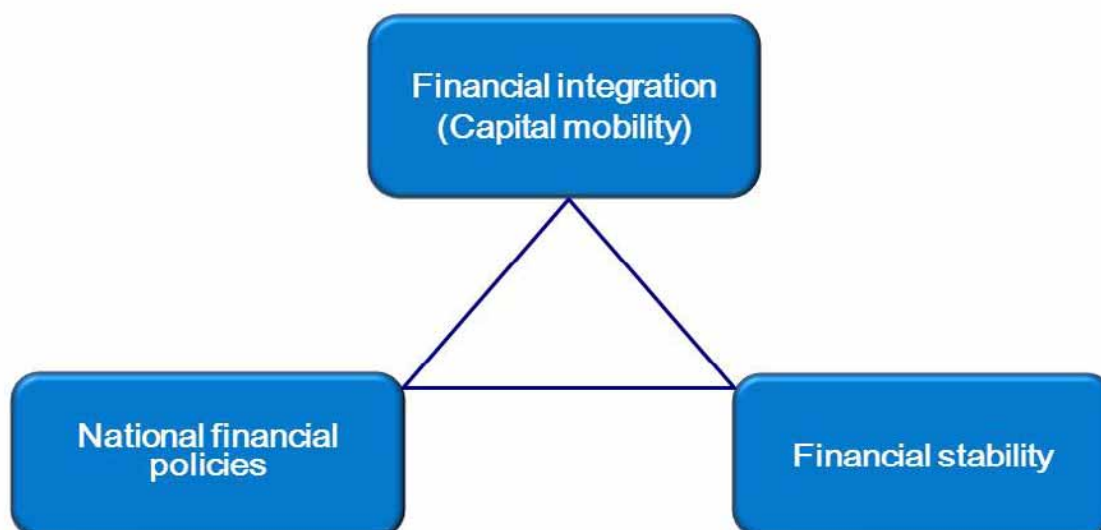 Financial integration
(Capital mobility)
National financial
policies
Financial stability